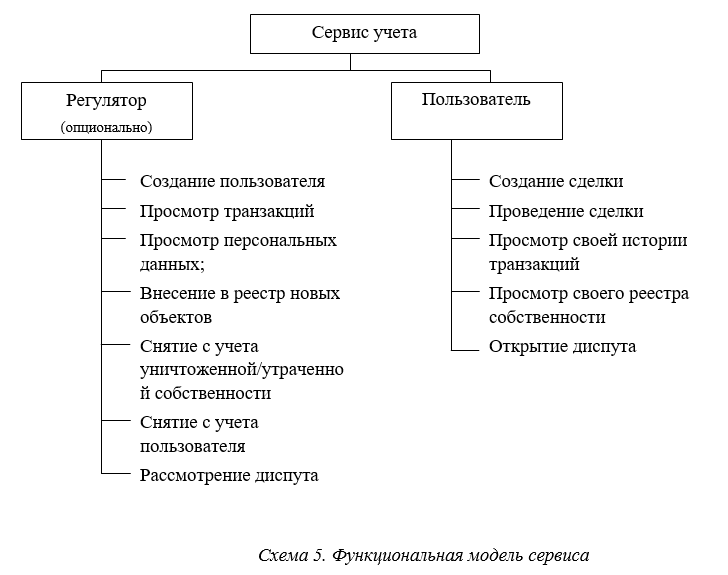 Сервис учета
Регулятор
(опционально)
Создание пользователя
Просмотр транзакций
Просмотр персональных
данных;
Внесение в реестр новых
объектов
Снятие с учета
уничтоженной/утраченно
й собственности
Снятие с учета
пользователя
Рассмотрение диспута
Пользователь
Создание сделки
Проведение сделки
Просмотр своей истории
транзакций
Просмотр своего реестра
собственности
Открытие диспута
Схема 5. Функциональная модель сервиса